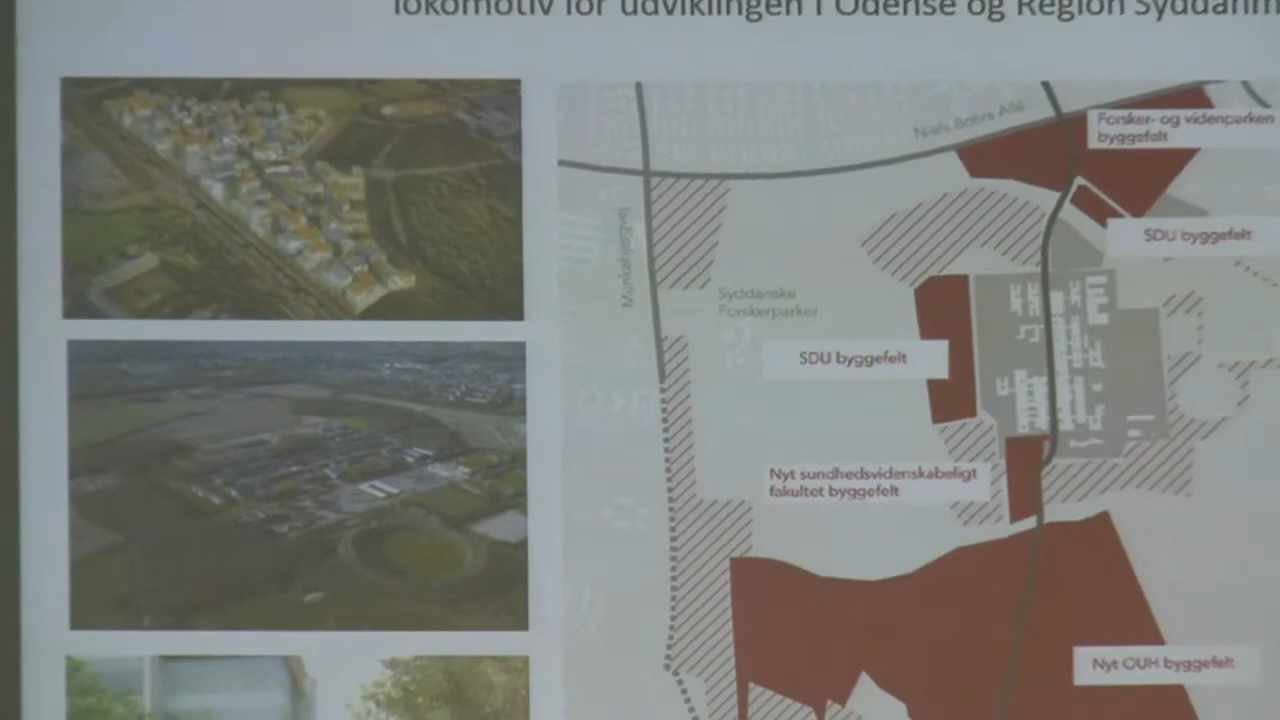 lokomotiv for udviklingen i Odense og Region Syddanm
Niels Bohrs Allé
Forsker- og videnparken
byggefelt
SDU byggefelt
Munkebjergvej
Syddanske
Forskerparker
SDU byggefelt
Nyt sundhedsvidenskabeligt
fakultet byggefelt
Nyt OUH byggefelt